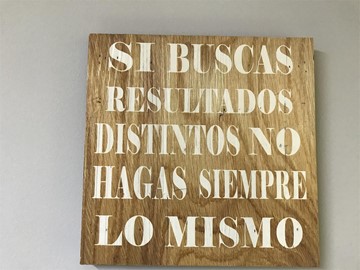 SI BUSCAS
RESULTADOS
DISTINTOS NO
HAGAS SIEMPRE
LO MISMO